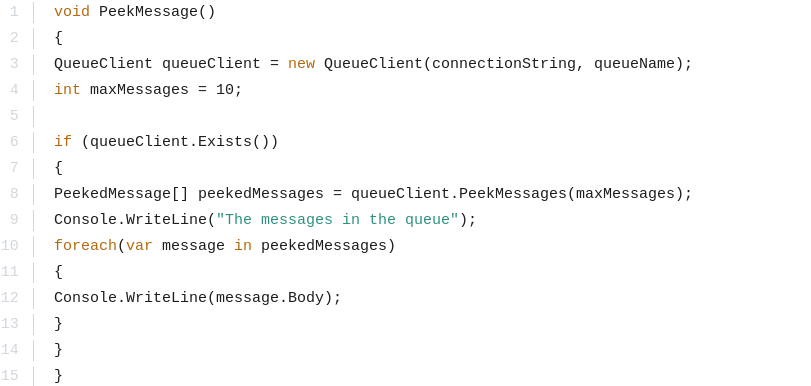 1 void PeekMessage()
2 {
3 QueueClient queueClient = new QueueClient(connectionString, queueName);
4 int maxMessages = 10;
5
6 if (queueClient.Exists())
7 {
8 PeekedMessage[] peekedMessages = queueClient.PeekMessages(maxMessages);
9 Console.WriteLine("The messages in the queue");
10 foreach(var message in peekedMessages)
11 {
12 Console.WriteLine(message.Body);
13 }
14 }
15 }